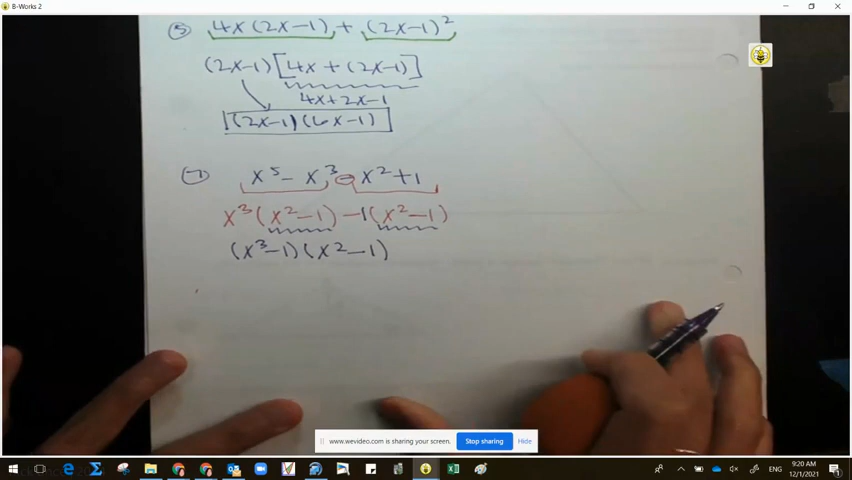 B-Works 2
⑤ 4x(2x-1) + (2x-1)²
(2x-1)[4x + (2x-1)]
4x+2x-1
(2x-1)(6x-1)
⑦ x⁵ - x³ - x² + 1
x³(x²-1) -1(x²-1)
(x³-1)(x²-1)
www.wevideo.com is sharing your screen. Stop sharing Hide
9:20 AM
12/1/2021